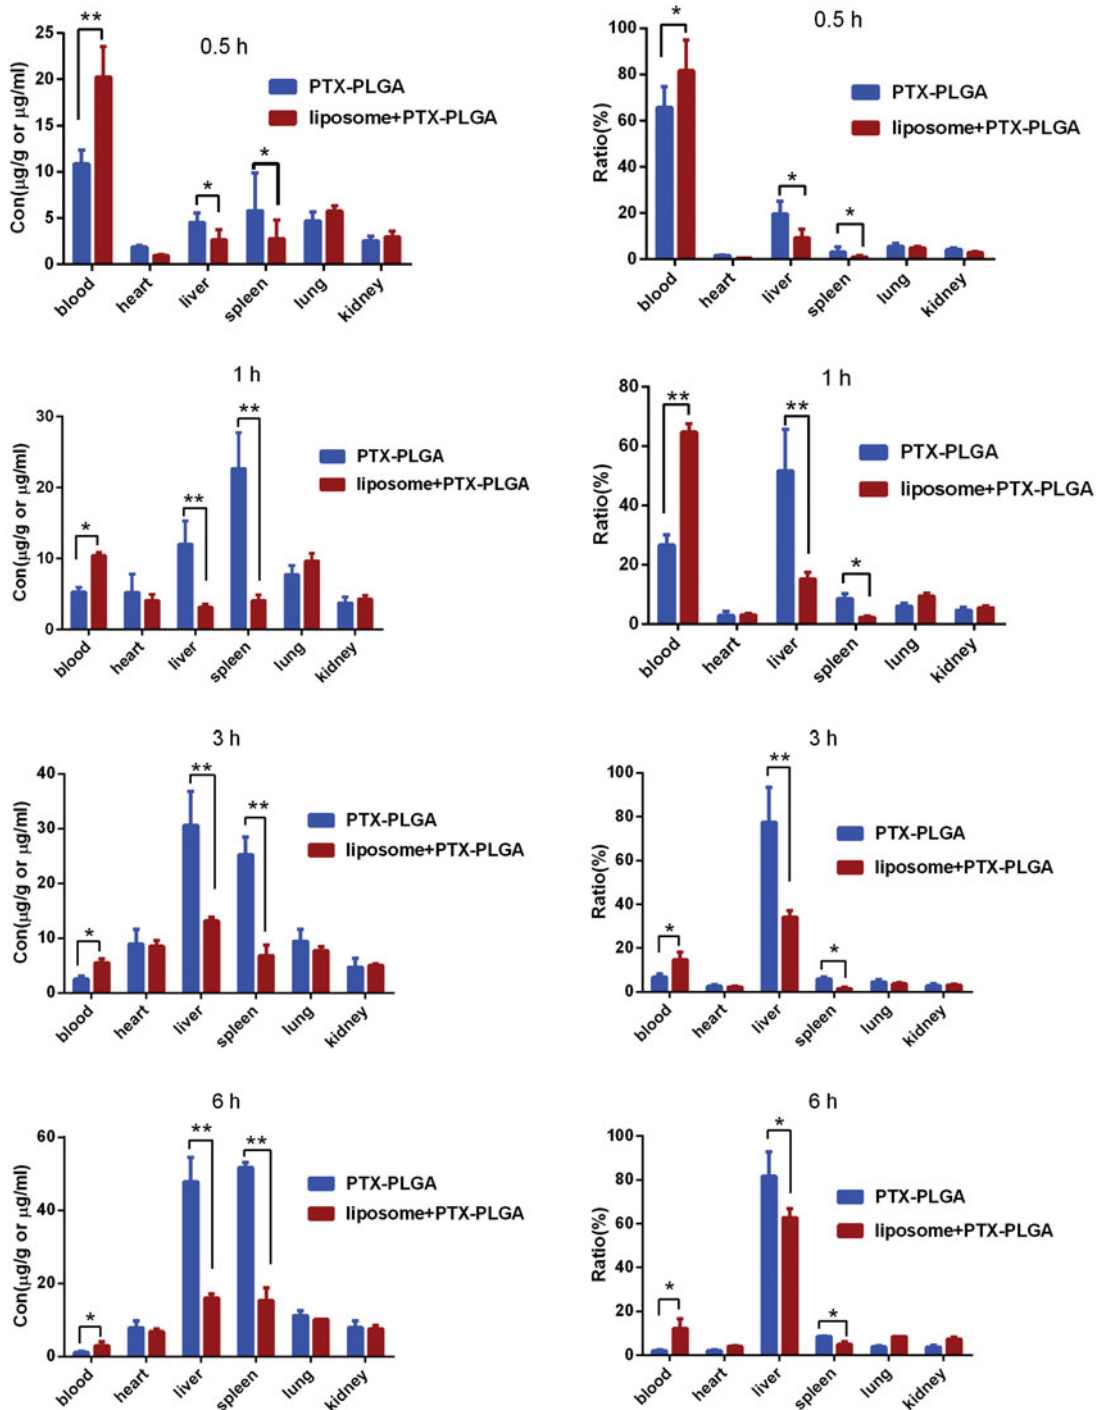 0.5 h
**
25
20
15
10
5
0
Con(μg/g or μg/ml)
PTX-PLGA
liposome+PTX-PLGA
*
*
blood heart liver spleen lung kidney
0.5 h
*
100
80
60
40
20
0
Ratio(%)
PTX-PLGA
liposome+PTX-PLGA
*
*
blood heart liver spleen lung kidney
1 h
30
20
10
0
Con(μg/g or μg/ml)
**
PTX-PLGA
liposome+PTX-PLGA
**
*
blood heart liver spleen lung kidney
1 h
80
60
40
20
0
Ratio(%)
**
**
PTX-PLGA
liposome+PTX-PLGA
*
blood heart liver spleen lung kidney
3 h
40
30
20
10
0
Con(μg/g or μg/ml)
**
**
PTX-PLGA
liposome+PTX-PLGA
*
blood heart liver spleen lung kidney
3 h
100
80
60
40
20
0
Ratio(%)
**
PTX-PLGA
liposome+PTX-PLGA
*
*
blood heart liver spleen lung kidney
6 h
60
40
20
0
Con(μg/g or μg/ml)
**
**
PTX-PLGA
liposome+PTX-PLGA
*
blood heart liver spleen lung kidney
6 h
100
80
60
40
20
0
Ratio(%)
*
PTX-PLGA
liposome+PTX-PLGA
*
*
blood heart liver spleen lung kidney